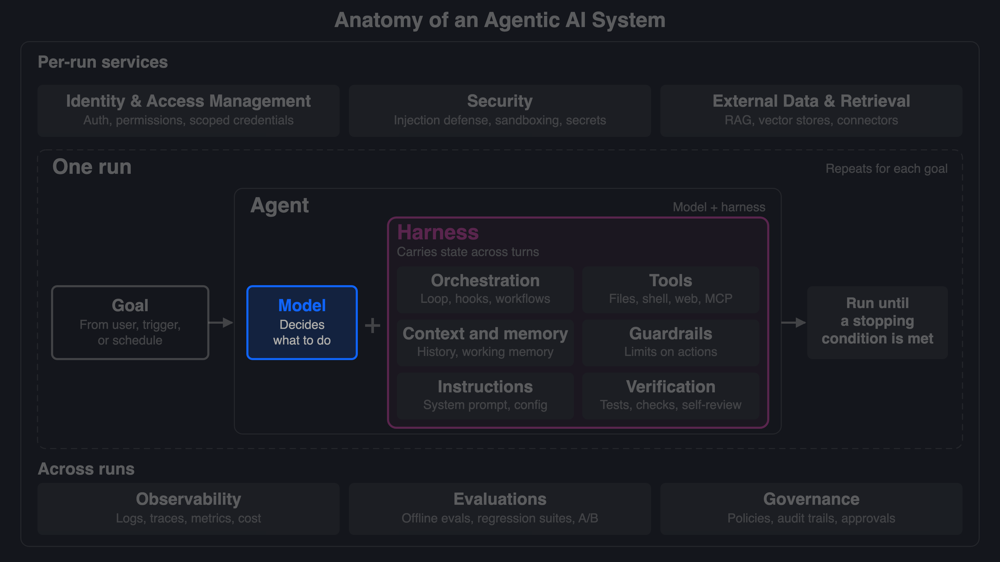 Anatomy of an Agentic AI System
Per-run services
Identity & Access Management
Auth, permissions, scoped credentials
Security
Injection defense, sandboxing, secrets
External Data & Retrieval
RAG, vector stores, connectors
One run
Repeats for each goal
Agent
Model + harness
Goal
From user, trigger,
or schedule
Model
Decides
what to do
+
Harness
Carries state across turns
Orchestration
Loop, hooks, workflows
Tools
Files, shell, web, MCP
Context and memory
History, working memory
Guardrails
Limits on actions
Instructions
System prompt, config
Verification
Tests, checks, self-review
Run until
a stopping
condition is met
Across runs
Observability
Logs, traces, metrics, cost
Evaluations
Offline evals, regression suites, A/B
Governance
Policies, audit trails, approvals